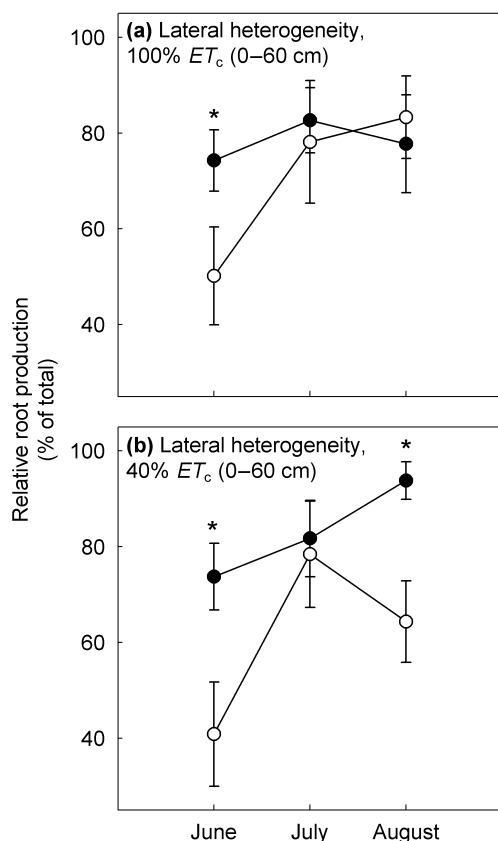 Relative root production
(% of total)
(a) Lateral heterogeneity,
100% ETc (0–60 cm)
100
*
80
60
40
(b) Lateral heterogeneity,
40% ETc (0–60 cm)
100
*
*
80
60
40
June July August